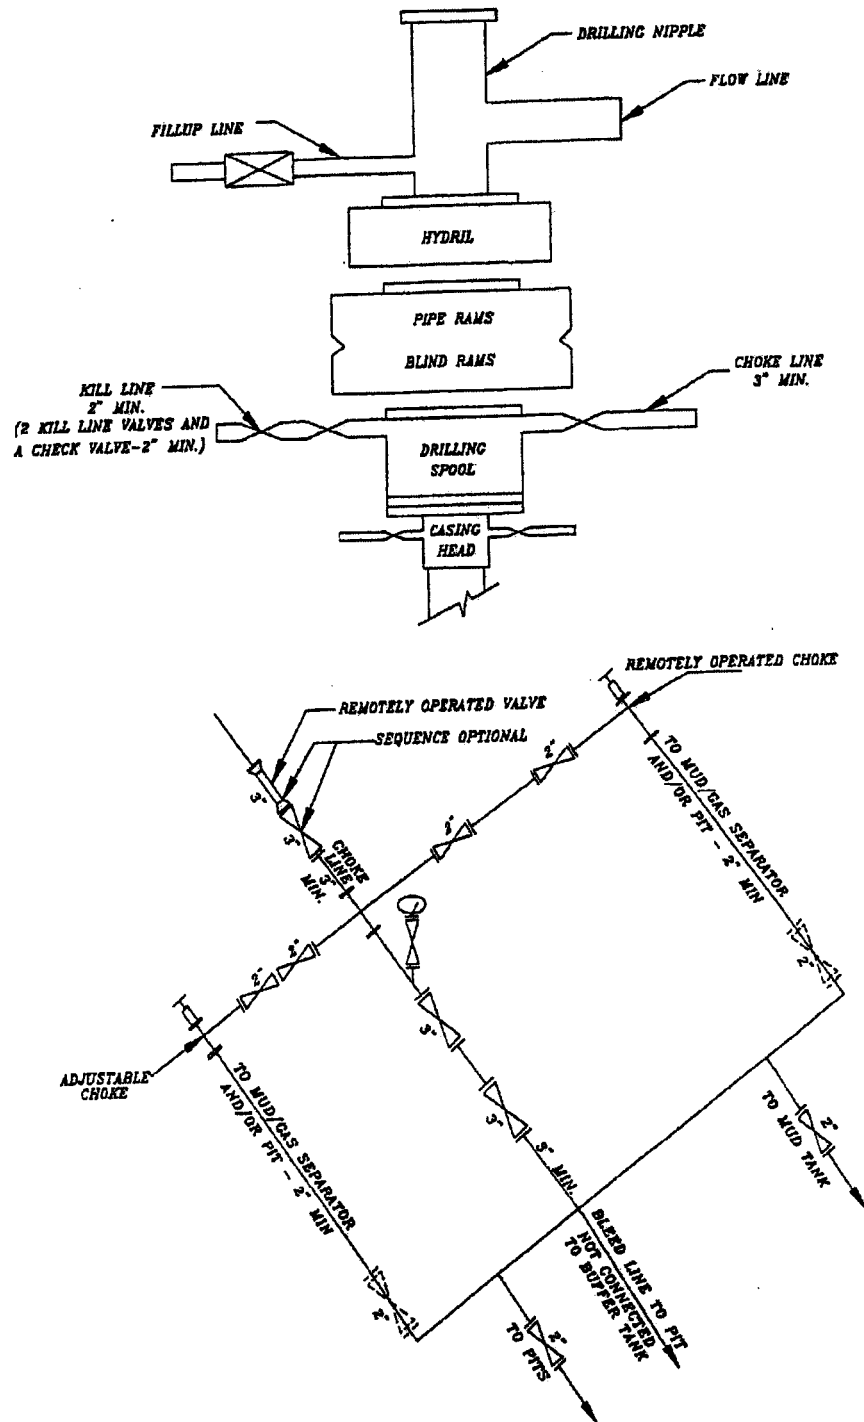 DRILLING NIPPLE
FLOW LINE
FILLUP LINE
HYDRIL
PIPE RAMS
BLIND RAMS
CHOKE LINE
3" MIN.
KILL LINE
2" MIN.
(2 KILL LINE VALVES AND
A CHECK VALVE-2" MIN.)
DRILLING
SPOOL
CASING
HEAD
REMOTELY OPERATED CHOKE
REMOTELY OPERATED VALVE
SEQUENCE OPTIONAL
3"
3"
CHOKE
LINE
3"
MIN.
2"
2"
TO MUD/GAS SEPARATOR
AND/OR PIT - 2" MIN
2"
2"
2"
3"
ADJUSTABLE
CHOKE
TO MUD/GAS SEPARATOR
AND/OR PIT - 2" MIN
2"
3"
3" MIN.
BLEED LINE TO PIT
NOT CONNECTED
TO BUFFER TANK
2"
TO MUD TANK
2"
TO PITS